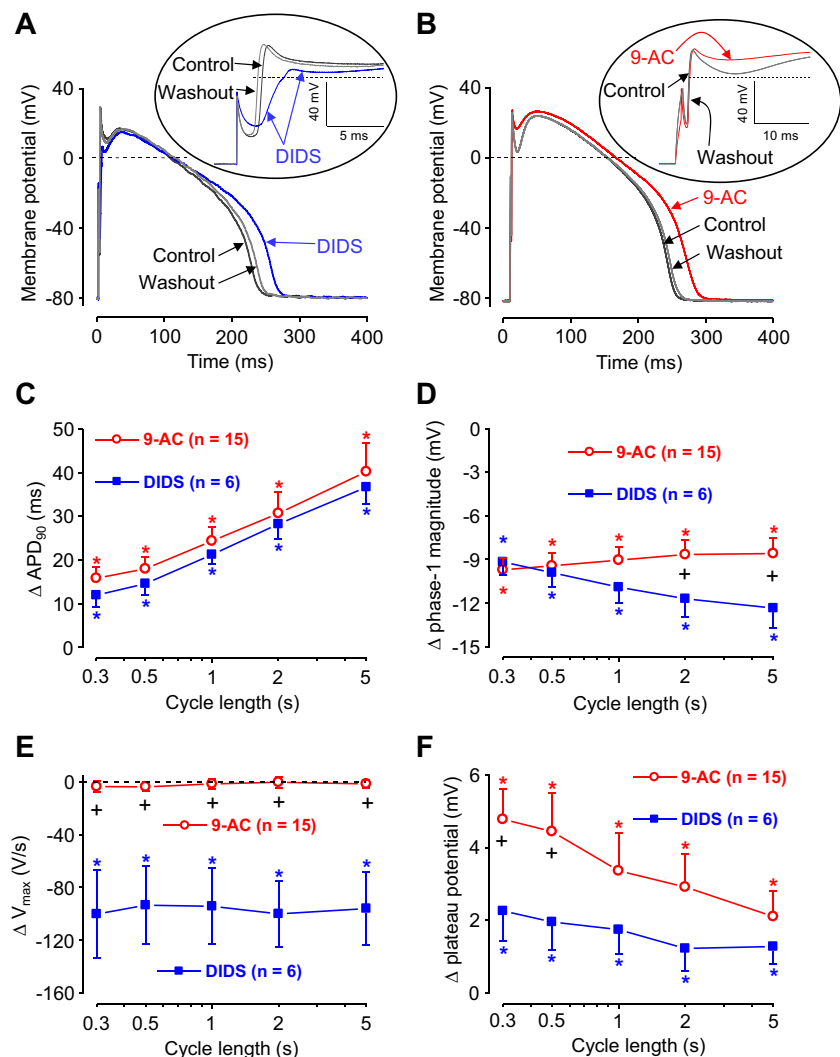 A
Membrane potential (mV)
40
0
-40
-80
0
100
200
300
400
Time (ms)
Control
Washout
DIDS
40 mV
5 ms
Control
Washout
DIDS
B
Membrane potential (mV)
40
0
-40
-80
0
100
200
300
400
Time (ms)
9-AC
Control
Washout
40 mV
10 ms
9-AC
Control
Washout
C
Δ APD90 (ms)
50
40
30
20
10
0
0.3
0.5
1
2
5
Cycle length (s)
9-AC (n = 15)
DIDS (n = 6)
* * * * *
* * * * *
D
Δ phase-1 magnitude (mV)
0
-3
-6
-9
-12
-15
0.3
0.5
1
2
5
Cycle length (s)
9-AC (n = 15)
DIDS (n = 6)
* * * * *
+ +
* * * * *
E
Δ Vmax (V/s)
0
-40
-80
-120
-160
0.3
0.5
1
2
5
Cycle length (s)
+ + + + +
9-AC (n = 15)
* * * * *
DIDS (n = 6)
F
Δ plateau potential (mV)
6
4
2
0
0.3
0.5
1
2
5
Cycle length (s)
9-AC (n = 15)
DIDS (n = 6)
* * * * *
+ +
* * * * *